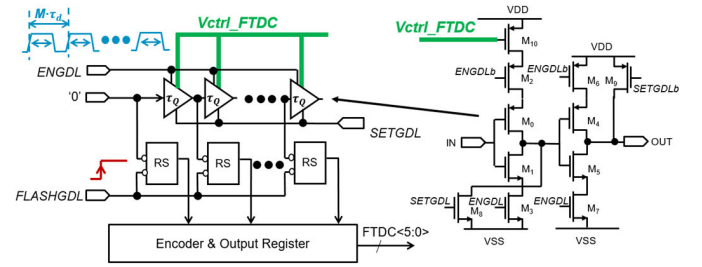 M·τd
Vctrl_FTDC
ENGDL
'0'
τQ τQ τQ
SETGDL
RS RS RS
FLASHGDL
Encoder & Output Register
FTDC<5:0>
Vctrl_FTDC
VDD
M10
VDD
ENGDLb
M2
ENGDLb
M6
M9
SETGDLb
M0
M4
IN
OUT
M1
M5
SETGDL
M8
ENGDL
M3
ENGDL
M7
VSS
VSS